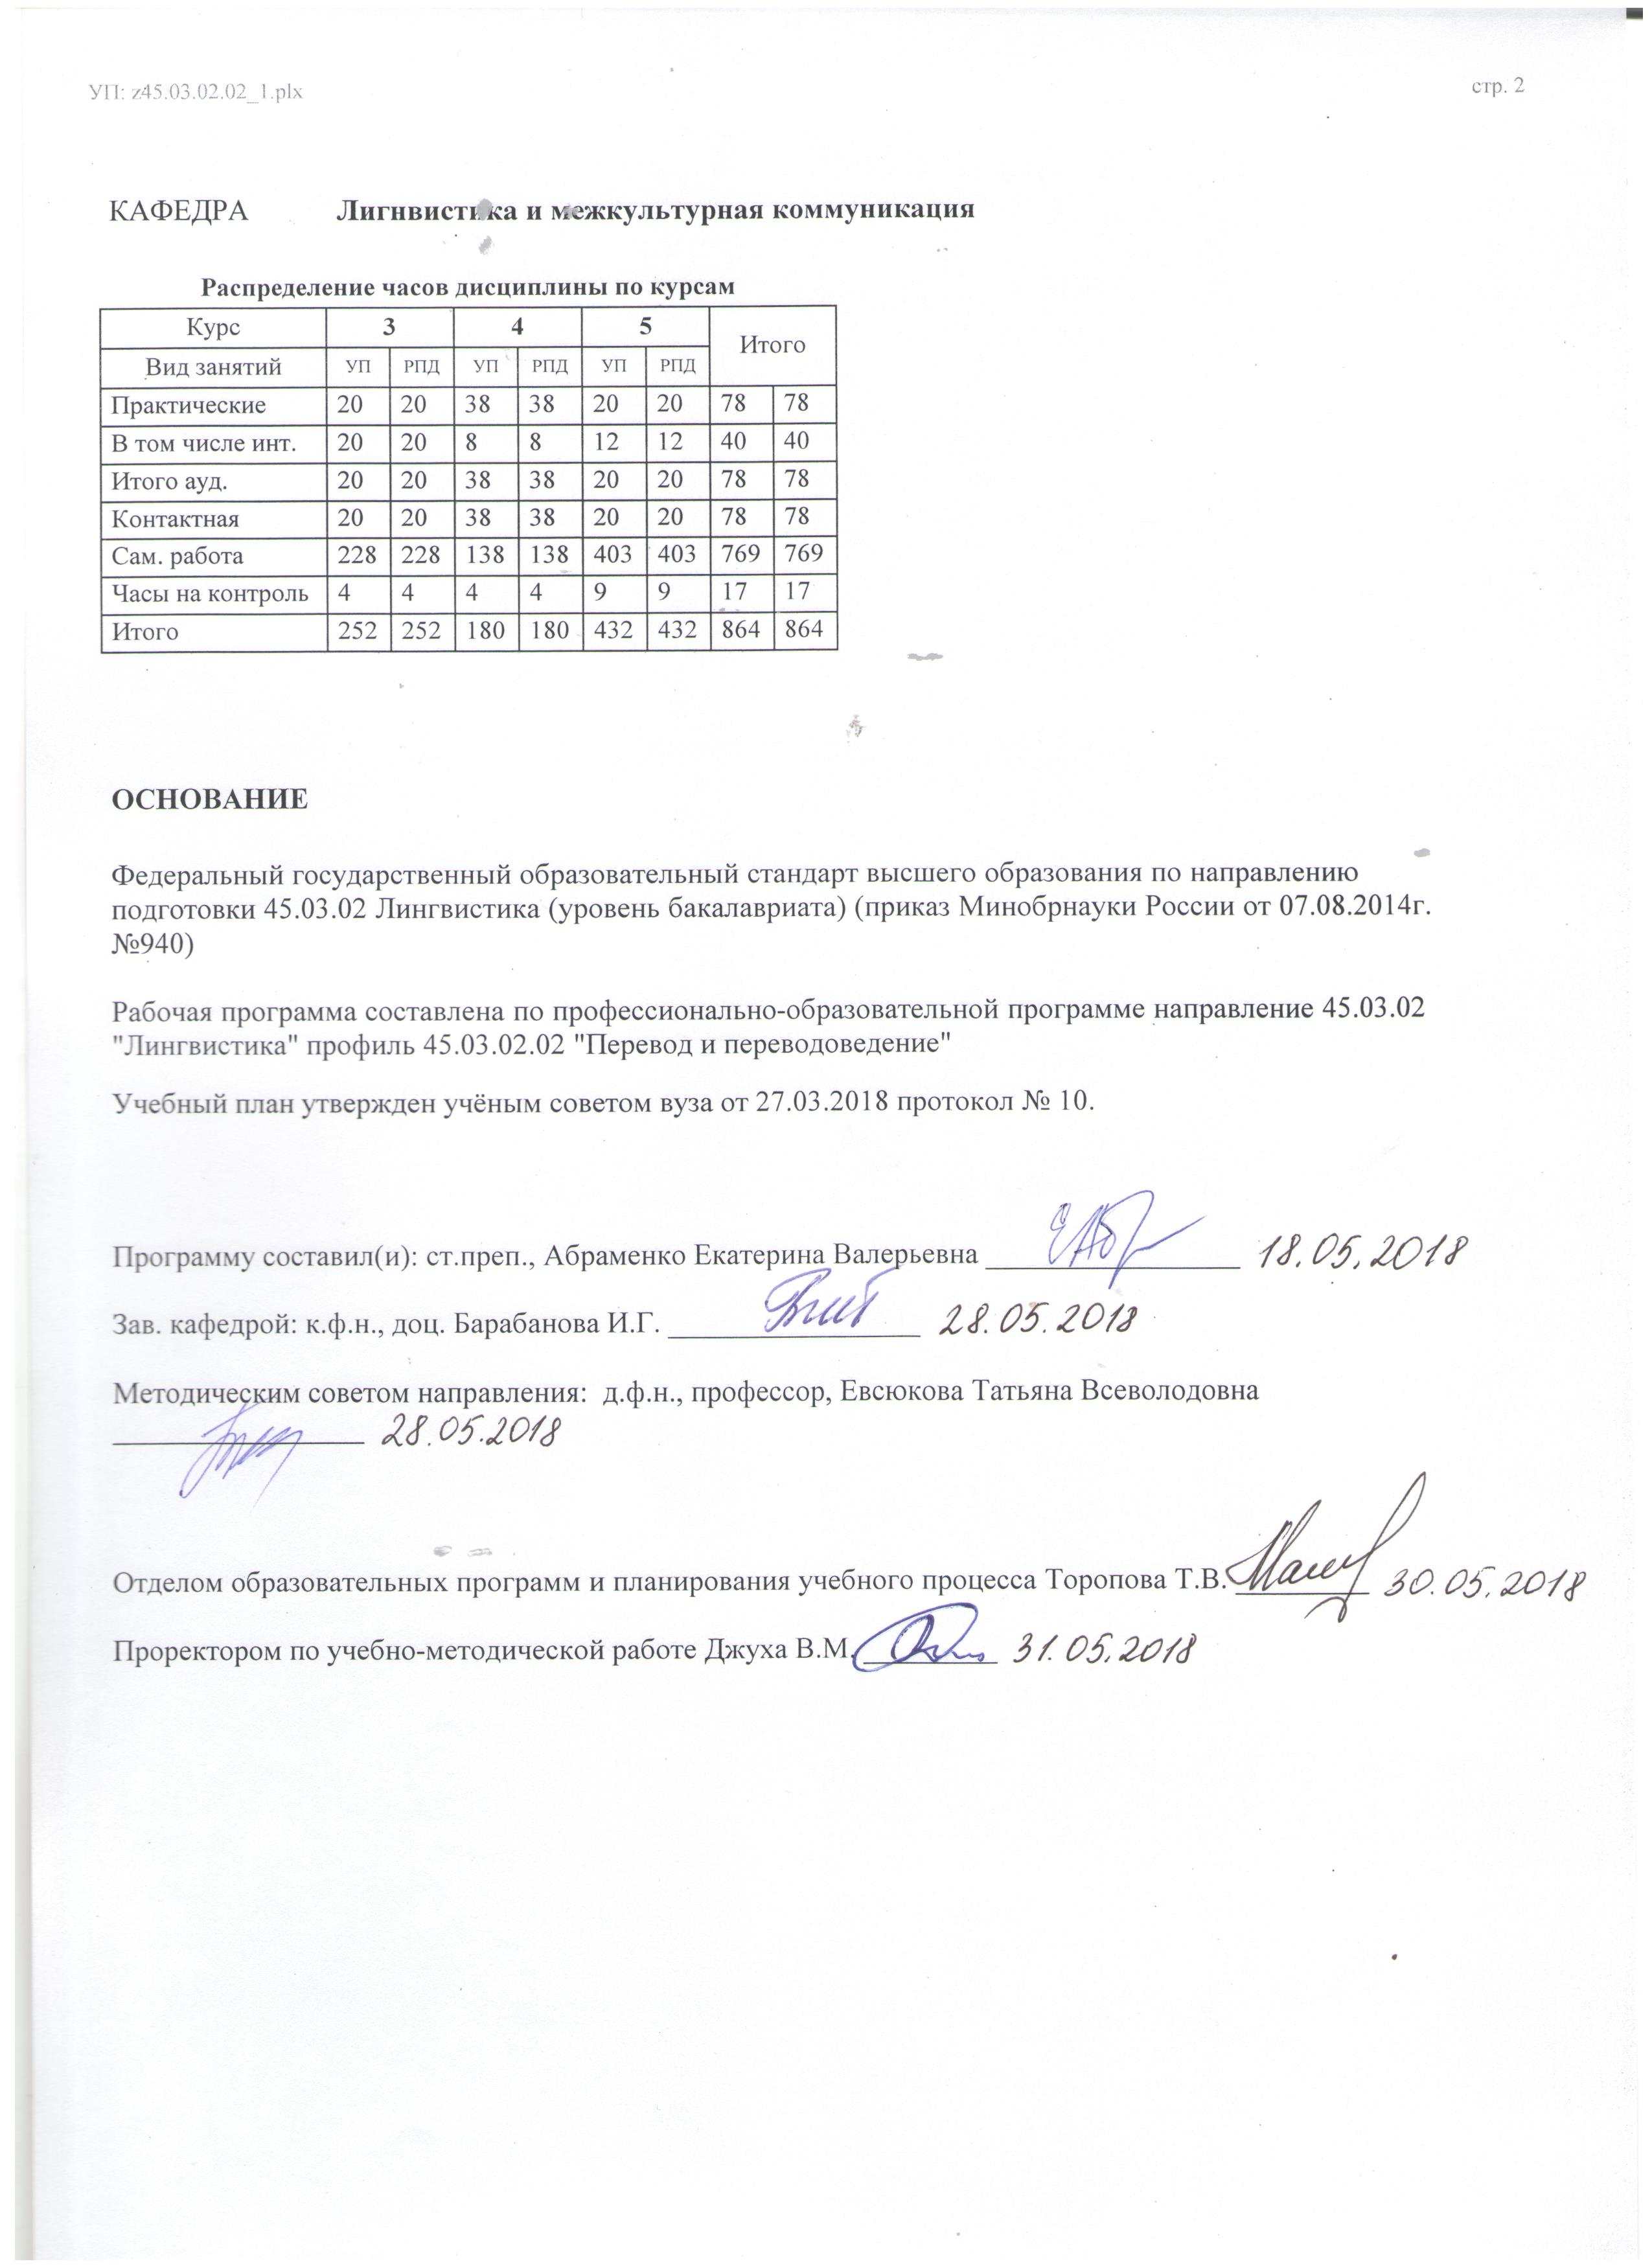 УП: z45.03.02.02_1.plx стр. 2
КАФЕДРА Лигнвистика и межкультурная коммуникация
Распределение часов дисциплины по курсам
Курс 3 4 5 Итого
Вид занятий УП РПД УП РПД УП РПД
Практические 20 20 38 38 20 20 78 78
В том числе инт. 20 20 8 8 12 12 40 40
Итого ауд. 20 20 38 38 20 20 78 78
Контактная 20 20 38 38 20 20 78 78
Сам. работа 228 228 138 138 403 403 769 769
Часы на контроль 4 4 4 4 9 9 17 17
Итого 252 252 180 180 432 432 864 864
ОСНОВАНИЕ
Федеральный государственный образовательный стандарт высшего образования по направлению
подготовки 45.03.02 Лингвистика (уровень бакалавриата) (приказ Минобрнауки России от 07.08.2014г.
№940)
Рабочая программа составлена по профессионально-образовательной программе направление 45.03.02
"Лингвистика" профиль 45.03.02.02 "Перевод и переводоведение"
Учебный план утвержден учёным советом вуза от 27.03.2018 протокол № 10.
Программу составил(и): ст.преп., Абраменко Екатерина Валерьевна 18.05.2018
Зав. кафедрой: к.ф.н., доц. Барабанова И.Г. 28.05.2018
Методическим советом направления: д.ф.н., профессор, Евсюкова Татьяна Всеволодовна
28.05.2018
Отделом образовательных программ и планирования учебного процесса Торопова Т.В. 30.05.2018
Проректором по учебно-методической работе Джуха В.М. 31.05.2018